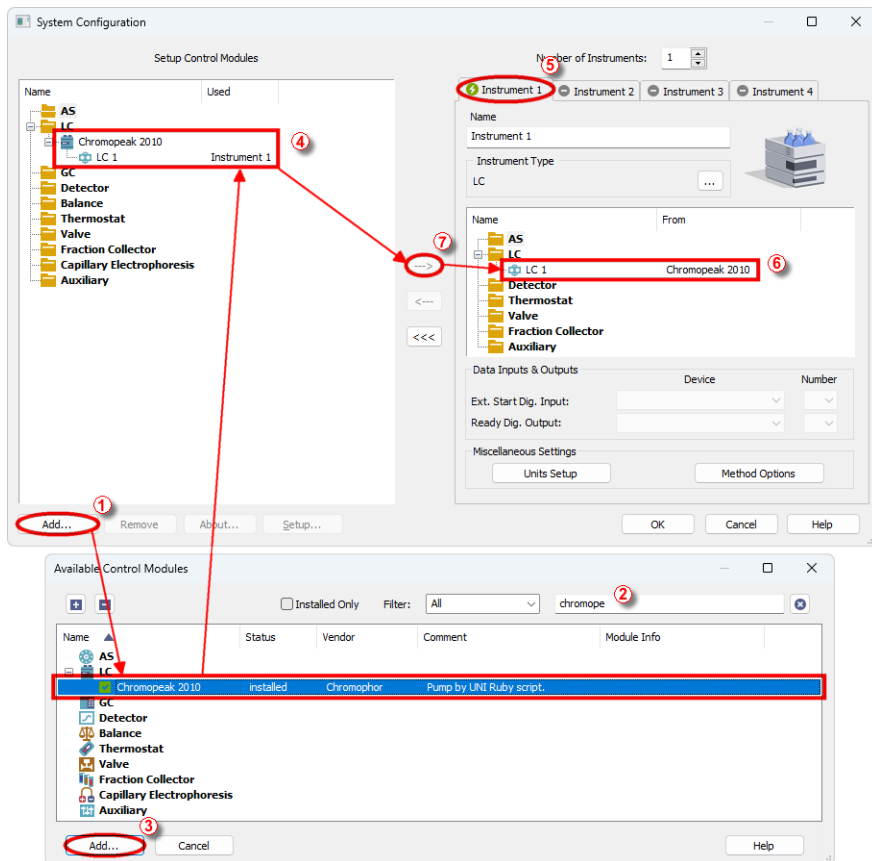 System Configuration
Setup Control Modules
Number of Instruments: 1
⑤
Instrument 1 Instrument 2 Instrument 3 Instrument 4
Name Used
AS
LC
Chromopeak 2010
LC 1 Instrument 1
④
GC
Detector
Balance
Thermostat
Valve
Fraction Collector
Capillary Electrophoresis
Auxiliary
⑦
--->
<---
<<<
Name
Instrument 1
Instrument Type
LC
...
Name From
AS
LC
LC 1 Chromopeak 2010
⑥
Detector
Thermostat
Valve
Fraction Collector
Auxiliary
Data Inputs & Outputs
Device Number
Ext. Start Dig. Input:
Ready Dig. Output:
Miscellaneous Settings
Units Setup Method Options
①
Add... Remove About... Setup...
OK Cancel Help
Available Control Modules
Installed Only Filter: All chromope ②
Name Status Vendor Comment Module Info
AS
LC
Chromopeak 2010 installed Chromophor Pump by UNI Ruby script.
GC
Detector
Balance
Thermostat
Valve
Fraction Collector
Capillary Electrophoresis
Auxiliary
③
Add... Cancel Help